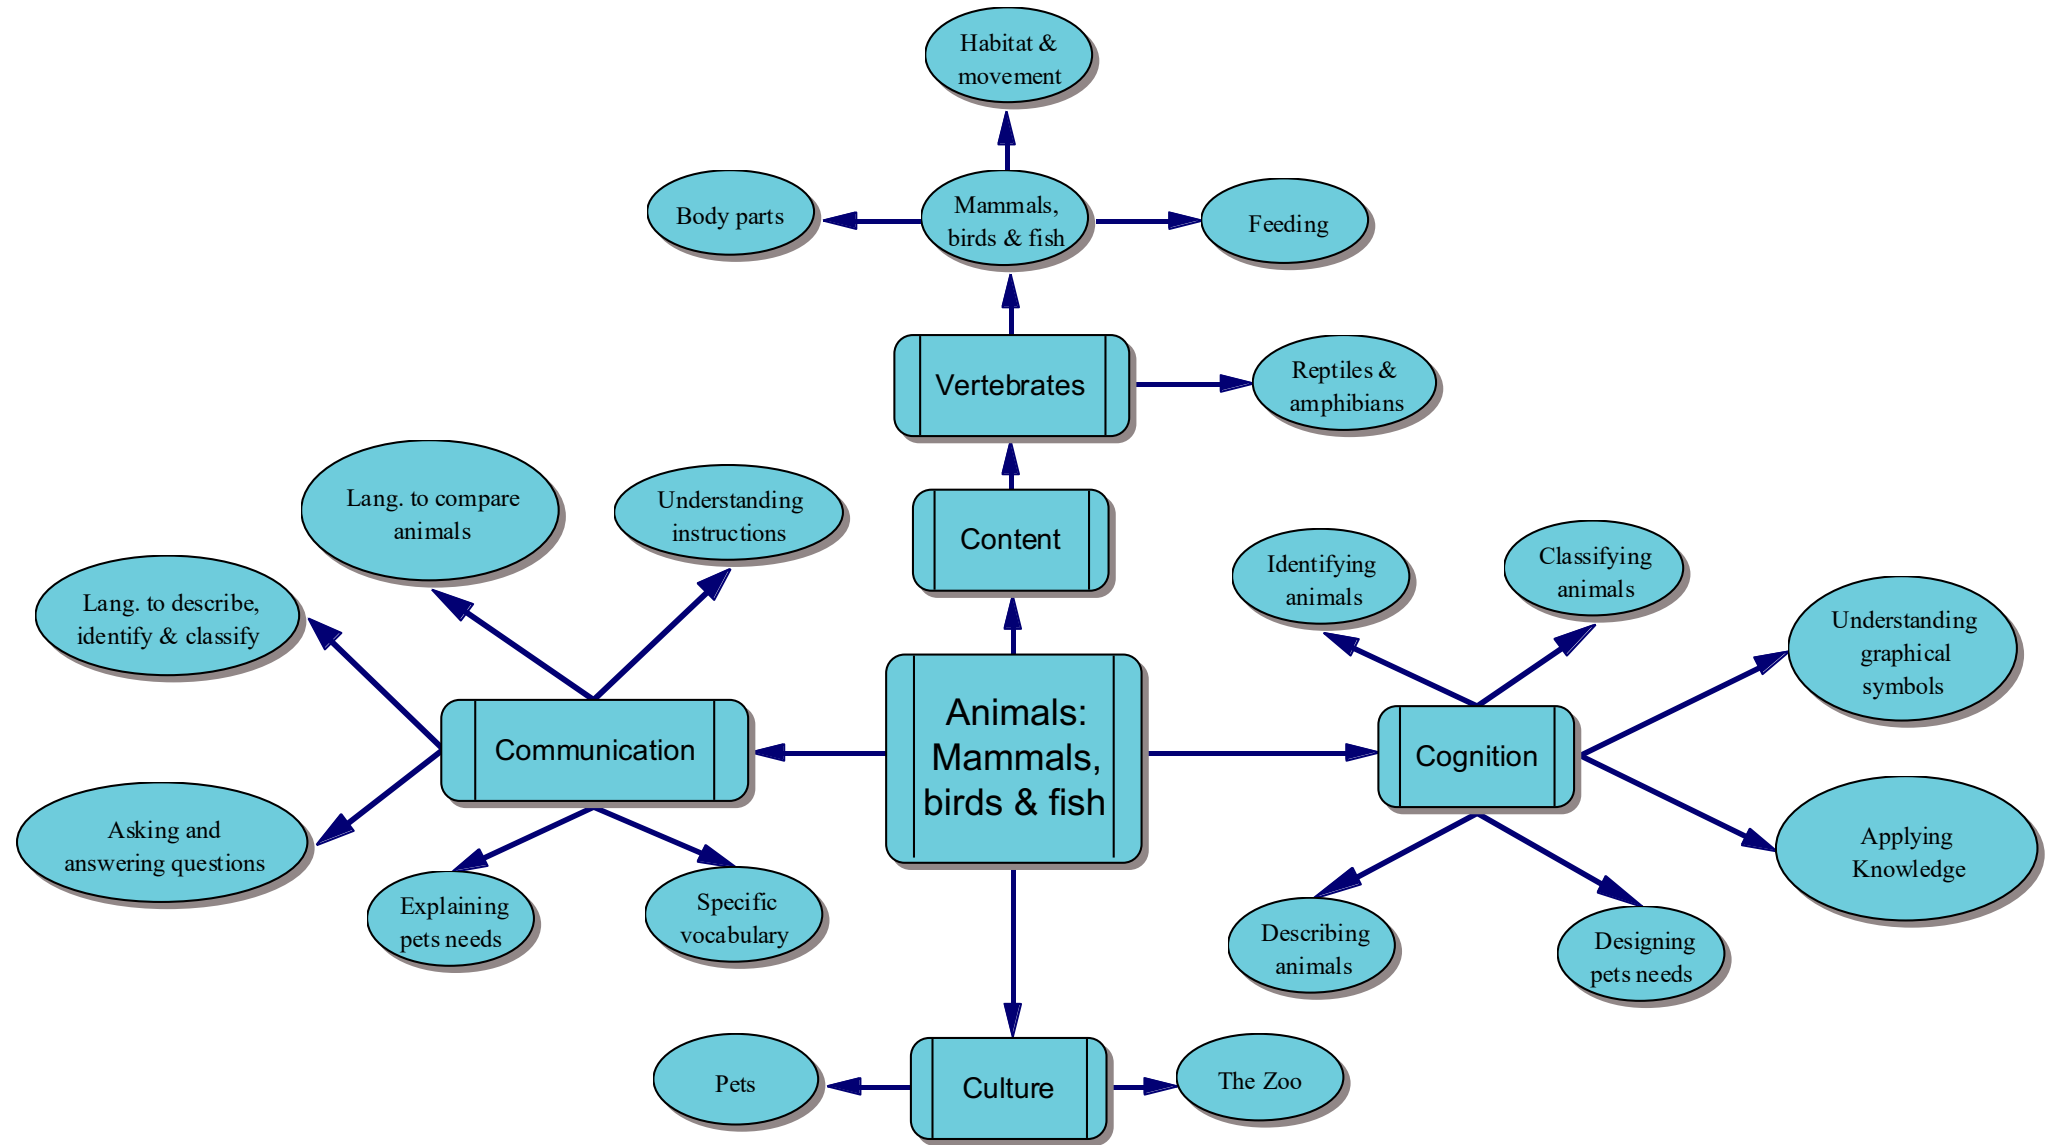 Habitat &
movement
Body parts
Mammals,
birds & fish
Feeding
Vertebrates
Reptiles &
amphibians
Lang. to compare
animals
Understanding
instructions
Content
Identifying
animals
Classifying
animals
Lang. to describe,
identify & classify
Understanding
graphical
symbols
Communication
Animals:
Mammals,
birds & fish
Cognition
Asking and
answering questions
Applying
Knowledge
Explaining
pets needs
Specific
vocabulary
Describing
animals
Designing
pets needs
Pets
Culture
The Zoo